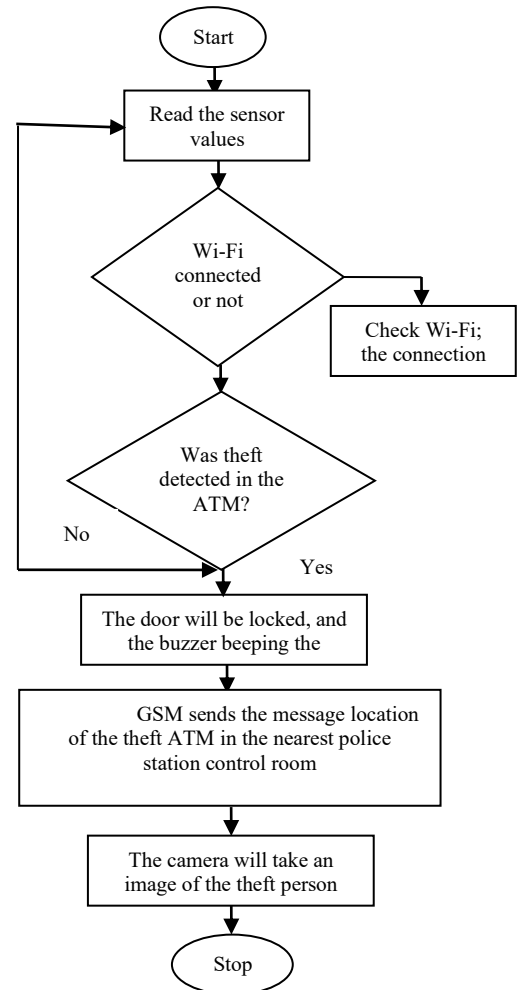 Start
Read the sensor
values
Wi-Fi
connected
or not
Check Wi-Fi;
the connection
Was theft
detected in the
ATM?
No
Yes
The door will be locked, and
the buzzer beeping the
GSM sends the message location
of the theft ATM in the nearest police
station control room
The camera will take an
image of the theft person
Stop